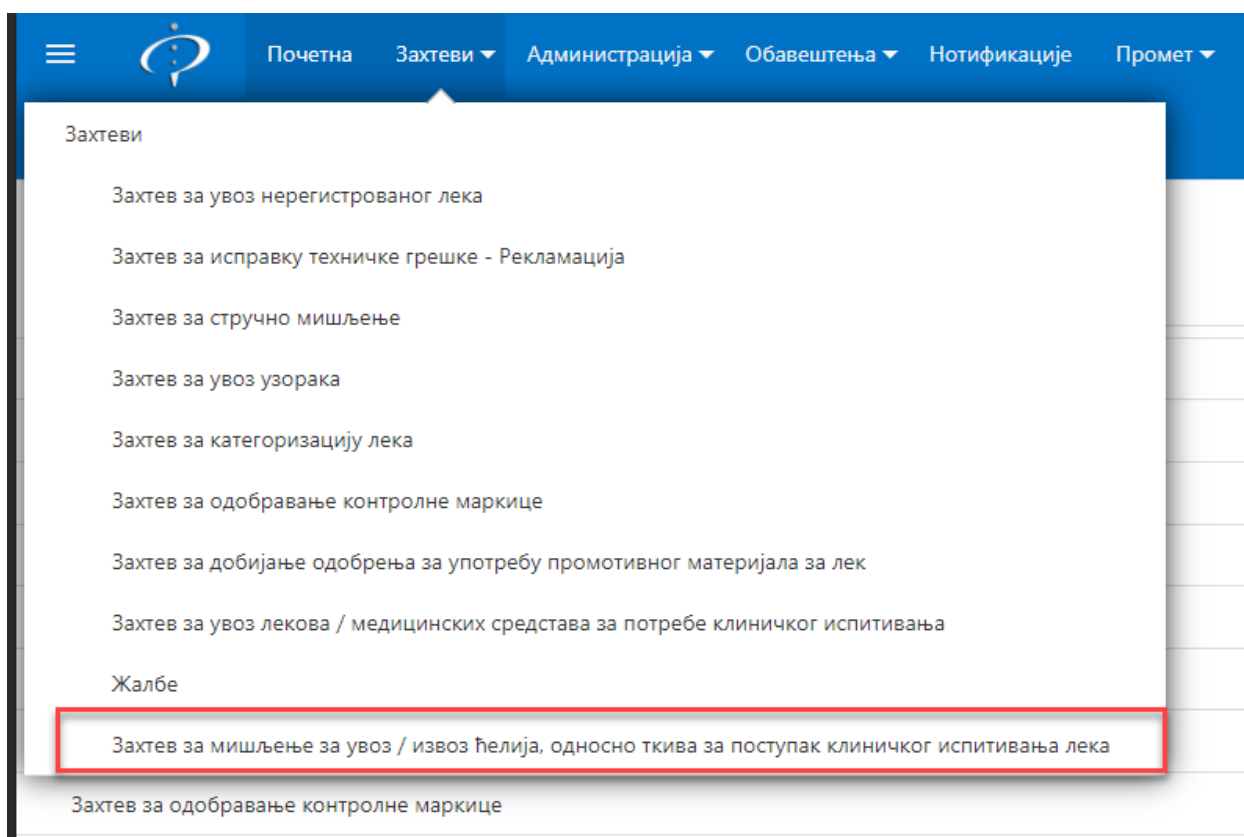 Почетна Захтеви Администрација Обавештења Нотификације Промет
Захтеви
Захтев за увоз нерегистрованог лека
Захтев за исправку техничке грешке - Рекламација
Захтев за стручно мишљење
Захтев за увоз узорака
Захтев за категоризацију лека
Захтев за одобравање контролне маркице
Захтев за добијање одобрења за употребу промотивног материјала за лек
Захтев за увоз лекова / медицинских средстава за потребе клиничког испитивања
Жалбе
Захтев за мишљење за увоз / извоз ћелија, односно ткива за поступак клиничког испитивања лека
Захтев за одобравање контролне маркице